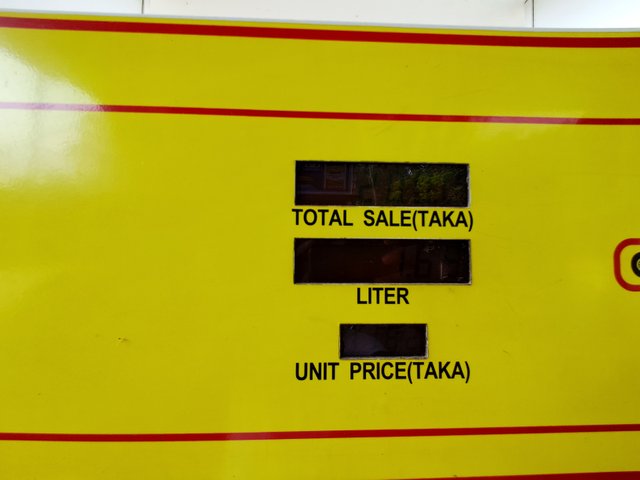 TOTAL SALE(TAKA)
LITER
UNIT PRICE(TAKA)